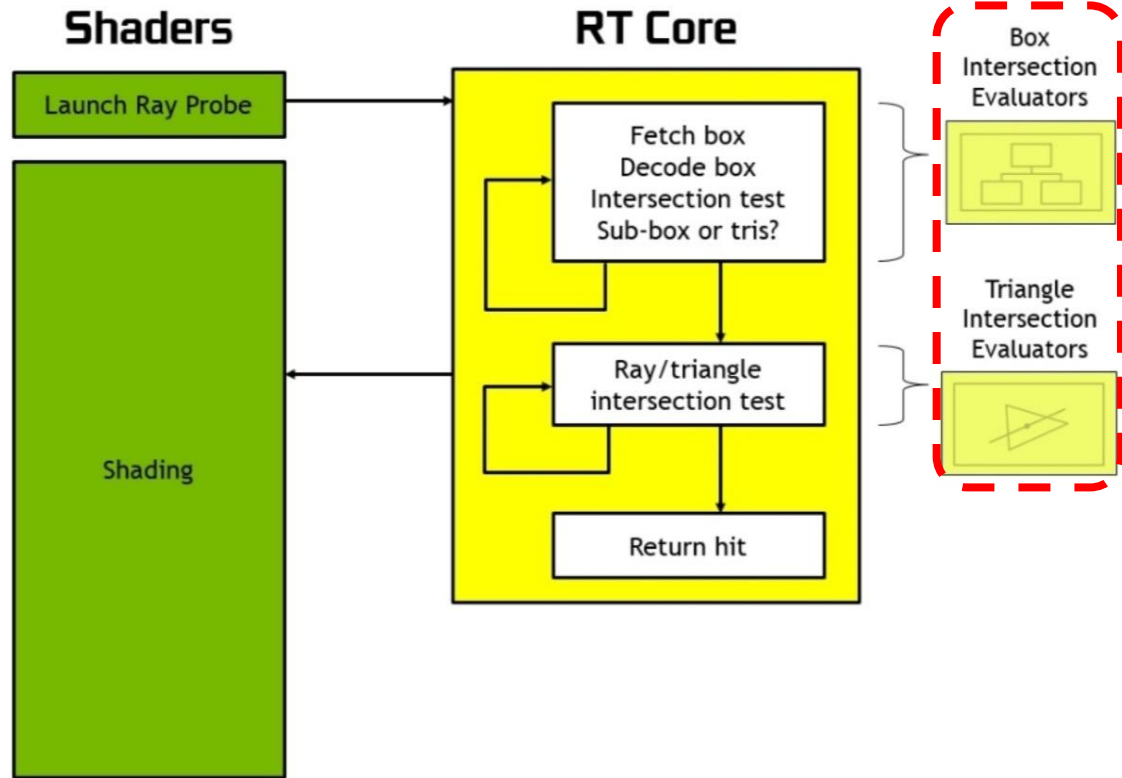 Shaders
RT Core
Launch Ray Probe
Shading
Fetch box
Decode box
Intersection test
Sub-box or tris?
Ray/triangle
intersection test
Return hit
Box
Intersection
Evaluators
Triangle
Intersection
Evaluators